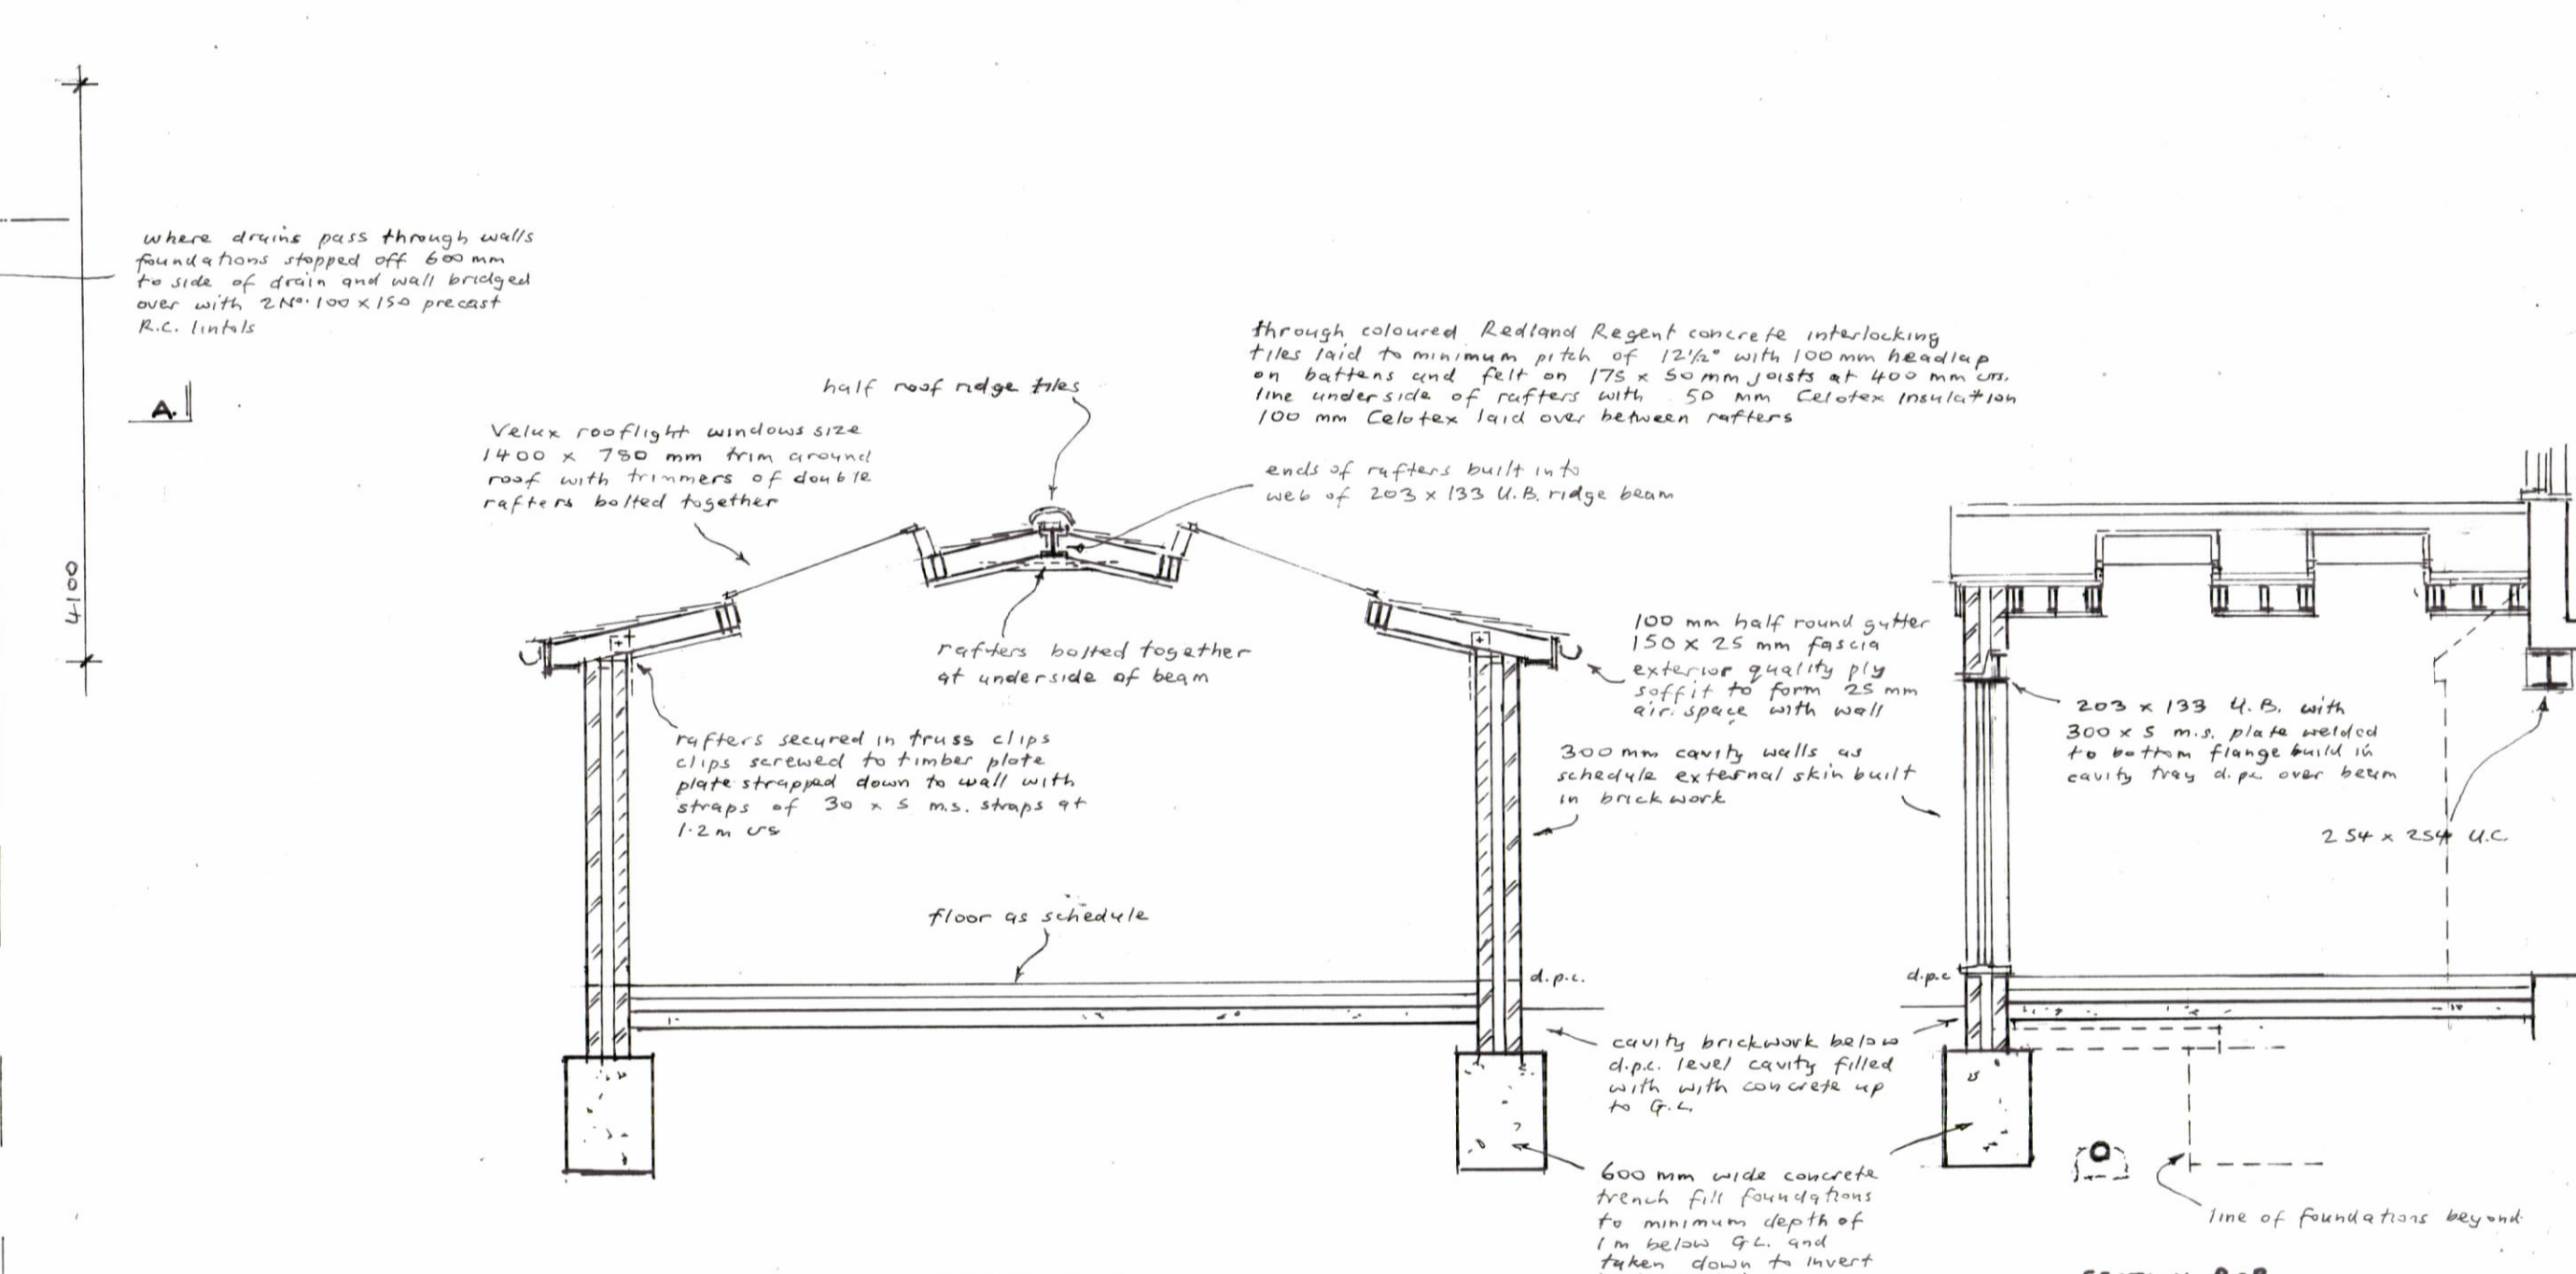 where drains pass through walls
foundations stopped off 600 mm
to side of drain and wall bridged
over with 2 No. 100 x 150 precast
R.C. lintols
A.
4100
half roof ridge tiles
Velux rooflight windows size
1400 x 780 mm trim around
roof with trimmers of double
rafters bolted together
through coloured Redland Regent concrete interlocking
tiles laid to minimum pitch of 12½° with 100 mm headlap
on battens and felt on 175 x 50 mm joists at 400 mm crs.
line underside of rafters with 50 mm Celotex insulation
100 mm Celotex laid over between rafters
ends of rafters built into
web of 203 x 133 U.B. ridge beam
rafters bolted together
at underside of beam
rafters secured in truss clips
clips screwed to timber plate
plate strapped down to wall with
straps of 30 x 5 m.s. straps at
1.2 m crs
100 mm half round gutter
150 x 25 mm fascia
exterior quality ply
soffit to form 25 mm
air space with wall
300 mm cavity walls as
schedule external skin built
in brickwork
203 x 133 U.B. with
300 x 5 m.s. plate welded
to bottom flange build in
cavity tray d.p.c. over beam
254 x 254 U.C.
floor as schedule
d.p.c.
d.p.c
cavity brickwork below
d.p.c. level cavity filled
with with concrete up
to G.L.
600 mm wide concrete
trench fill foundations
to minimum depth of
1 m below G.L. and
taken down to invert
line of foundations beyond